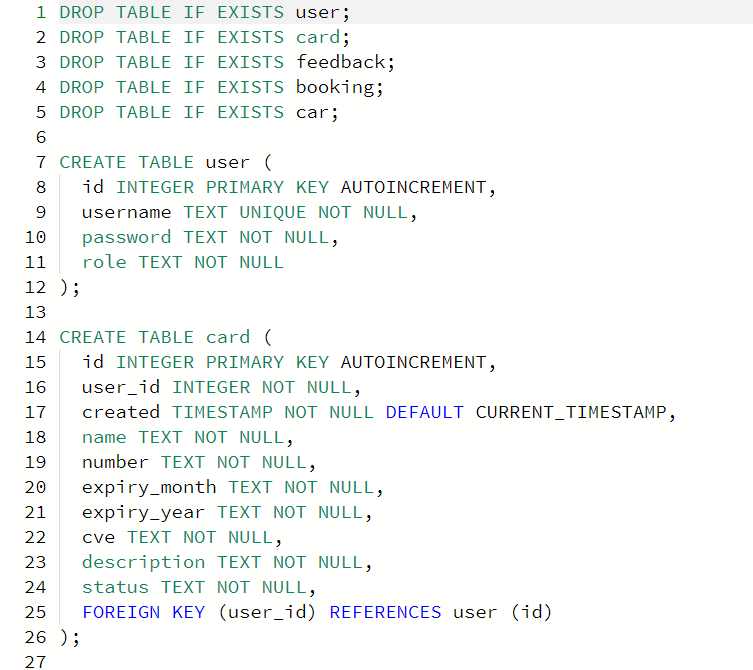 1 DROP TABLE IF EXISTS user;
2 DROP TABLE IF EXISTS card;
3 DROP TABLE IF EXISTS feedback;
4 DROP TABLE IF EXISTS booking;
5 DROP TABLE IF EXISTS car;
6
7 CREATE TABLE user (
8   id INTEGER PRIMARY KEY AUTOINCREMENT,
9   username TEXT UNIQUE NOT NULL,
10   password TEXT NOT NULL,
11   role TEXT NOT NULL
12 );
13
14 CREATE TABLE card (
15   id INTEGER PRIMARY KEY AUTOINCREMENT,
16   user_id INTEGER NOT NULL,
17   created TIMESTAMP NOT NULL DEFAULT CURRENT_TIMESTAMP,
18   name TEXT NOT NULL,
19   number TEXT NOT NULL,
20   expiry_month TEXT NOT NULL,
21   expiry_year TEXT NOT NULL,
22   cve TEXT NOT NULL,
23   description TEXT NOT NULL,
24   status TEXT NOT NULL,
25   FOREIGN KEY (user_id) REFERENCES user (id)
26 );
27